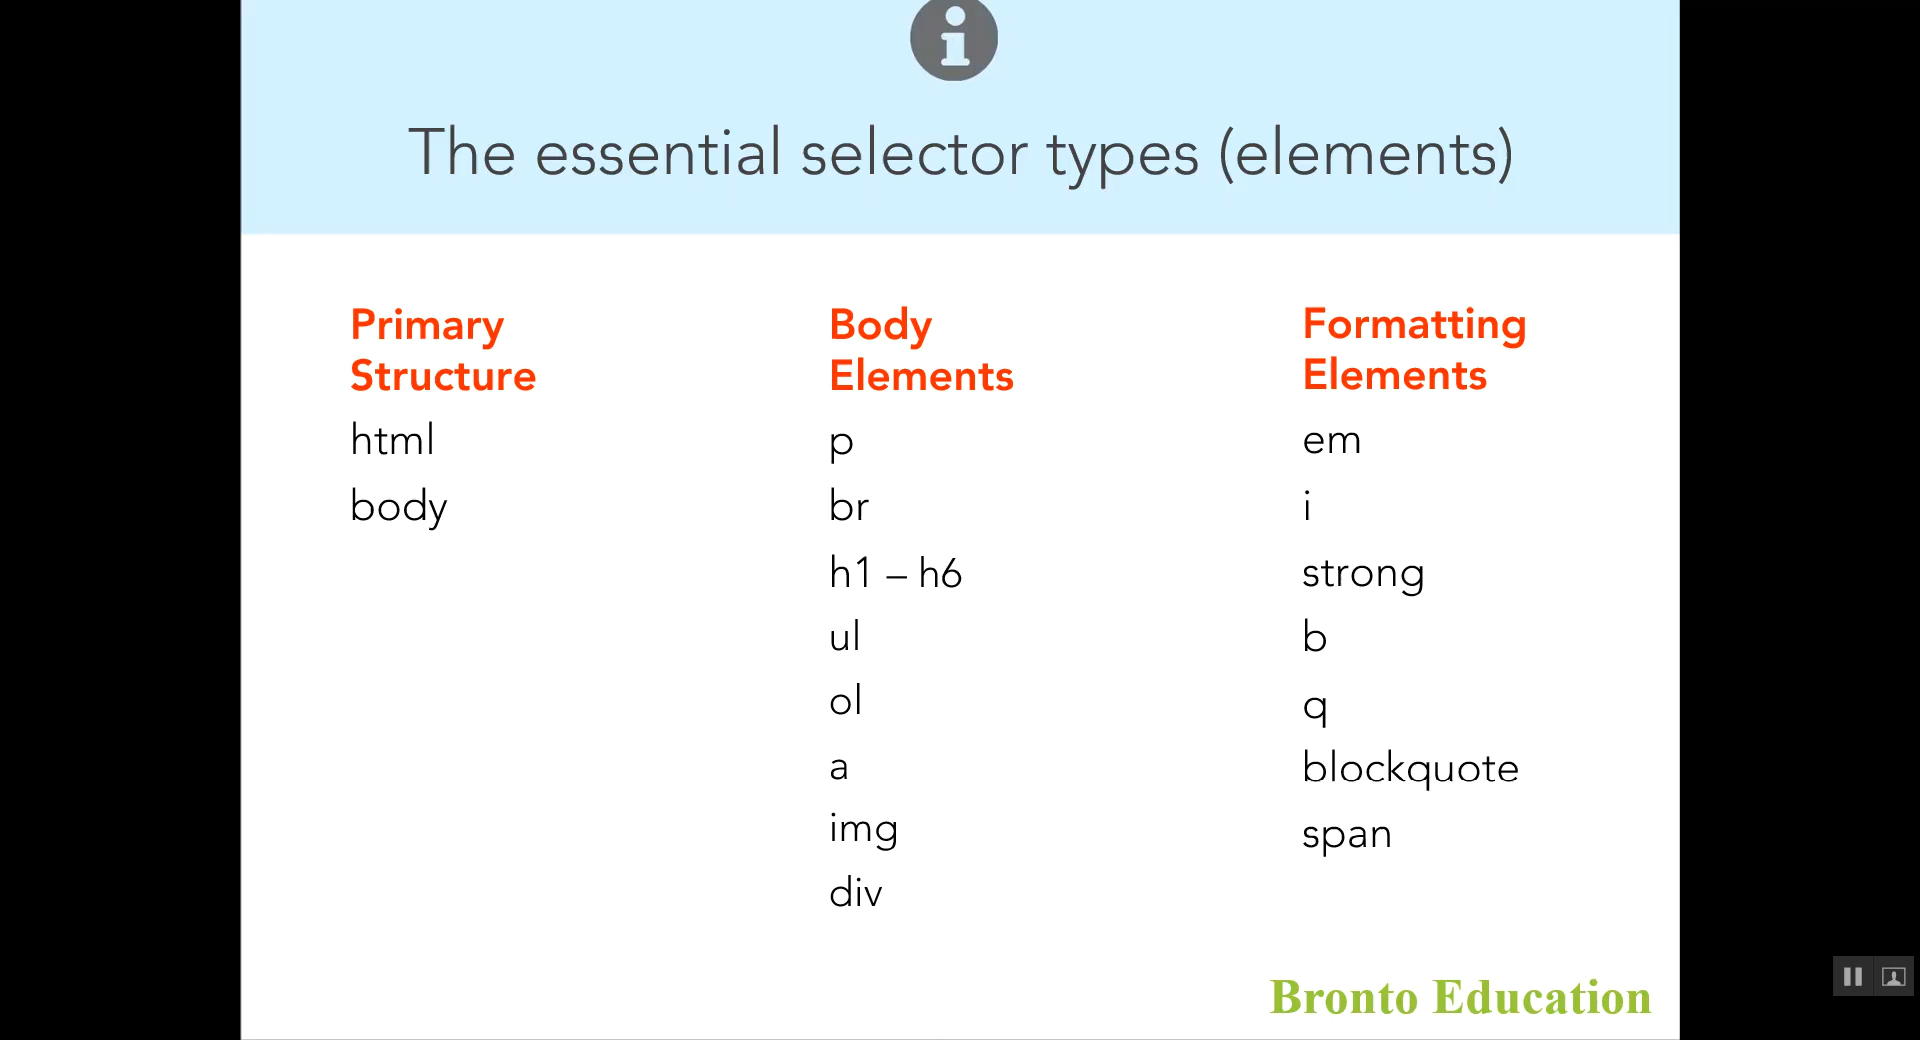 The essential selector types (elements)
Primary
Structure
html
body
Body
Elements
p
br
h1 – h6
ul
ol
a
img
div
Formatting
Elements
em
i
strong
b
q
blockquote
span
Bronto Education